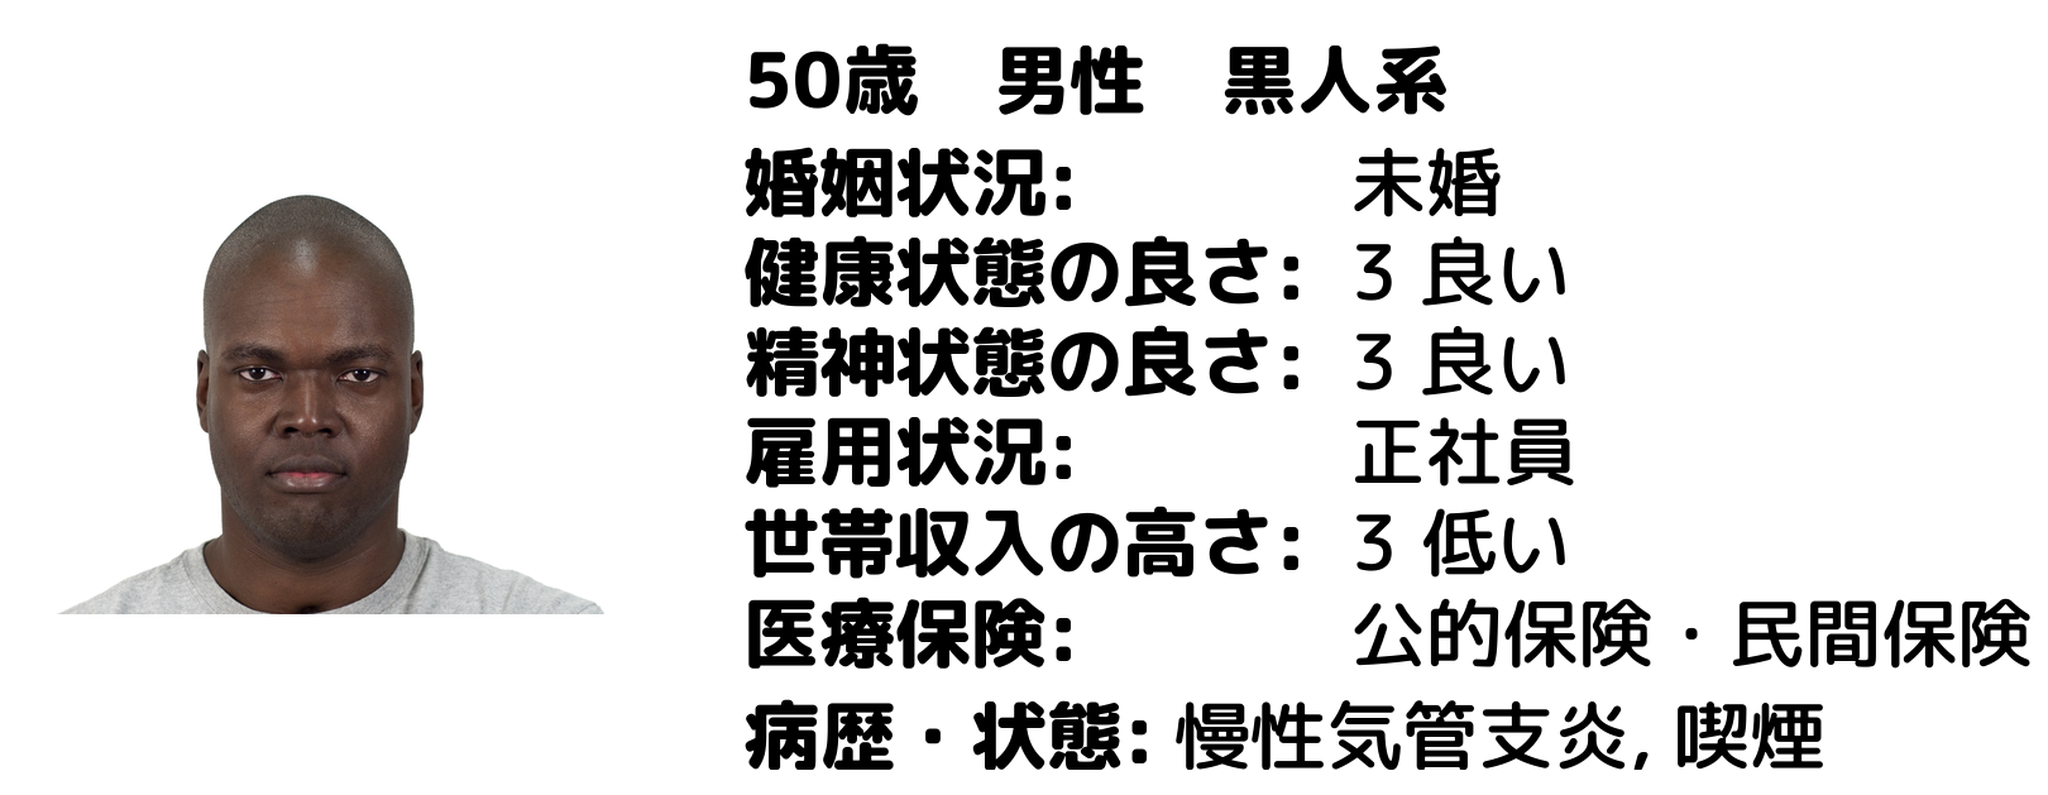 50歳　男性　黒人系
婚姻状況: 未婚
健康状態の良さ: 3 良い
精神状態の良さ: 3 良い
雇用状況: 正社員
世帯収入の高さ: 3 低い
医療保険: 公的保険・民間保険
病歴・状態: 慢性気管支炎, 喫煙